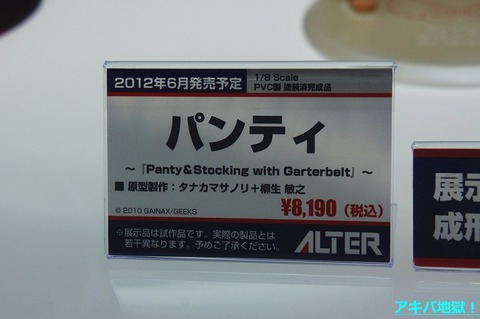 2012年6月発売予定
1/8 Scale
PVC製 塗装済完成品
パンティ
～『Panty&Stocking with Garterbelt』～
■ 原型製作：タナカマサノリ+柳生 敏之
¥8,190（税込）
© 2010 GAINAX/GEEKS
※展示品は試作品です。実際の製品とは
若干異なります。予めご了承ください。
ALTER
展示
成形
アキバ地獄！